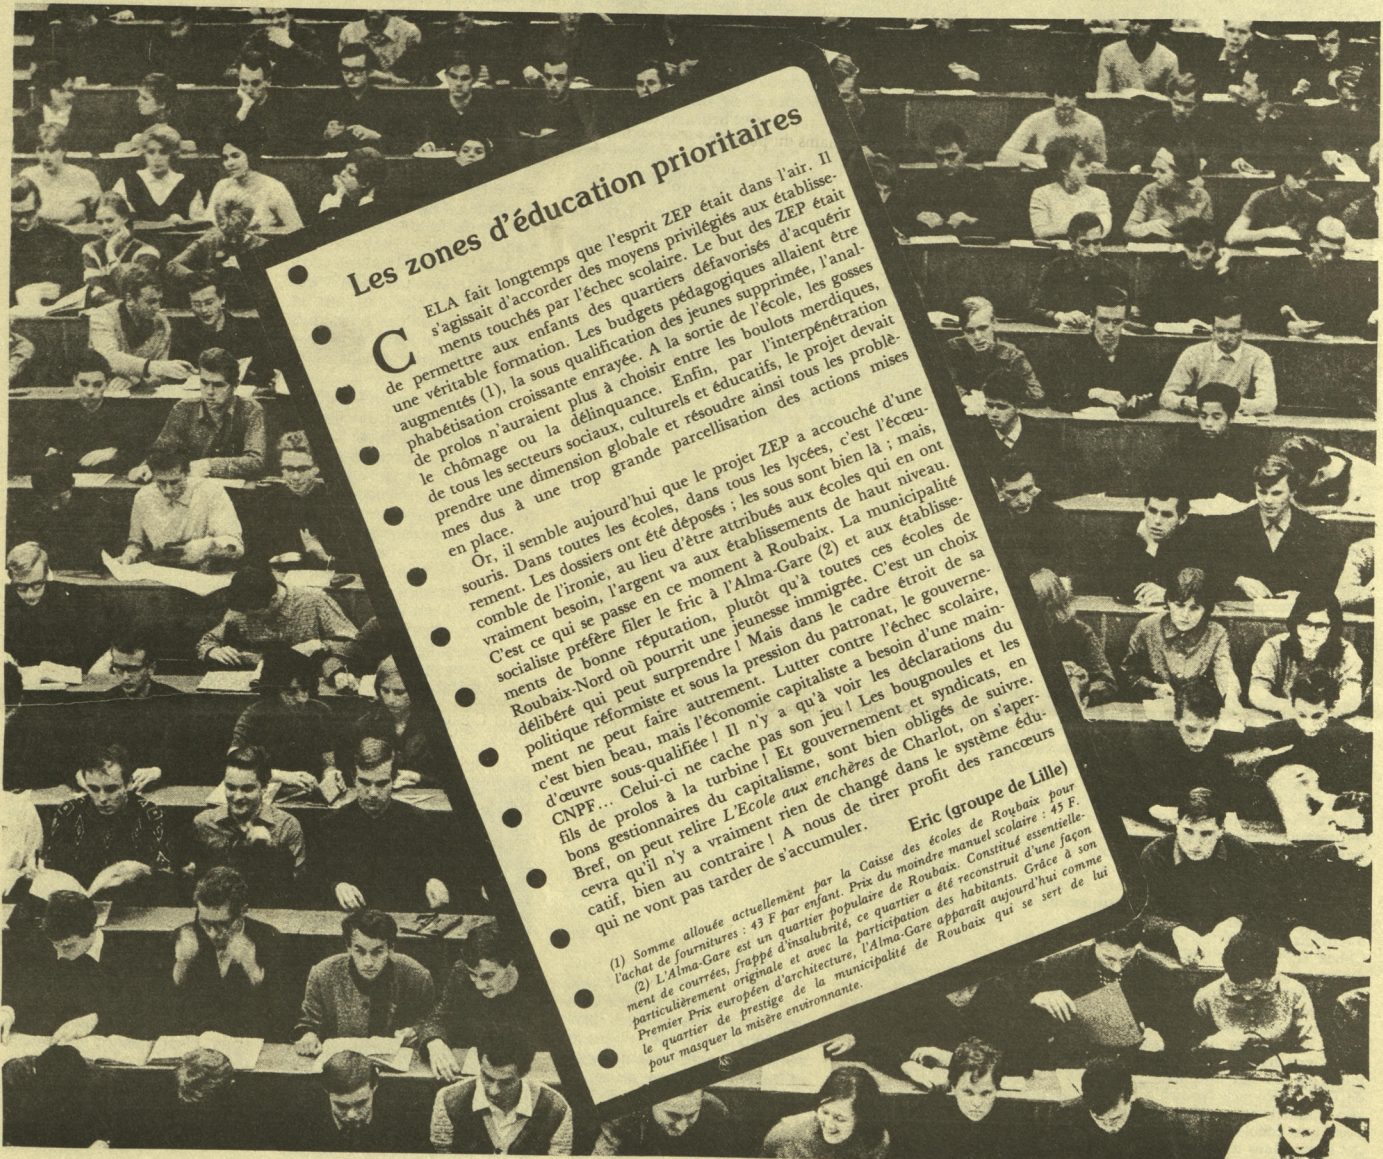 Les zones d'éducation prioritaires
CELA fait longtemps que l'esprit ZEP était dans l'air. Il
s'agissait d'accorder des moyens privilégiés aux établisse-
ments touchés par l'échec scolaire. Le but des ZEP était
de permettre aux enfants des quartiers défavorisés d'acquérir
une véritable formation. Les budgets pédagogiques allaient être
augmentés (1), la sous qualification des jeunes supprimée, l'anal-
phabétisation croissante enrayée. A la sortie de l'école, les gosses
de prolos n'auraient plus à choisir entre les boulots merdiques,
le chômage ou la délinquance. Enfin, par l'interpénétration
de tous les secteurs sociaux, culturels et éducatifs, le projet devait
prendre une dimension globale et résoudre ainsi tous les problè-
mes dus à une trop grande parcellisation des actions mises
en place.
Or, il semble aujourd'hui que le projet ZEP a accouché d'une
souris. Dans toutes les écoles, dans tous les lycées, c'est l'écœu-
rement. Les dossiers ont été déposés ; les sous sont bien là ; mais,
comble de l'ironie, au lieu d'être attribués aux écoles qui en ont
vraiment besoin, l'argent va aux établissements de haut niveau.
C'est ce qui se passe en ce moment à Roubaix. La municipalité
socialiste préfère filer le fric à l'Alma-Gare (2) et aux établisse-
ments de bonne réputation, plutôt qu'à toutes ces écoles de
Roubaix-Nord où pourrit une jeunesse immigrée. C'est un choix
délibéré qui peut surprendre ! Mais dans le cadre étroit de sa
politique réformiste et sous la pression du patronat, le gouverne-
ment ne peut faire autrement. Lutter contre l'échec scolaire,
c'est bien beau, mais l'économie capitaliste a besoin d'une main-
d'œuvre sous-qualifiée ! Il n'y a qu'à voir les déclarations du
CNPF... Celui-ci ne cache pas son jeu ! Les bougnoules et les
fils de prolos à la turbine ! Et gouvernement et syndicats, en
bons gestionnaires du capitalisme, sont bien obligés de suivre.
Bref, on peut relire L'Ecole aux enchères de Charlot, on s'aper-
cevra qu'il n'y a vraiment rien de changé dans le système édu-
catif, bien au contraire ! A nous de tirer profit des rancœurs
qui ne vont pas tarder de s'accumuler.
Eric (groupe de Lille)
(1) Somme allouée actuellement par la Caisse des écoles de Roubaix pour
l'achat de fournitures : 43 F par enfant. Prix du moindre manuel scolaire : 45 F.
(2) L'Alma-Gare est un quartier populaire de Roubaix. Constitué essentielle-
ment de courrées, frappé d'insalubrité, ce quartier a été reconstruit d'une façon
particulièrement originale et avec la participation des habitants. Grâce à son
Premier Prix européen d'architecture, l'Alma-Gare apparaît aujourd'hui comme
le quartier de prestige de la municipalité de Roubaix qui se sert de lui
pour masquer la misère environnante.